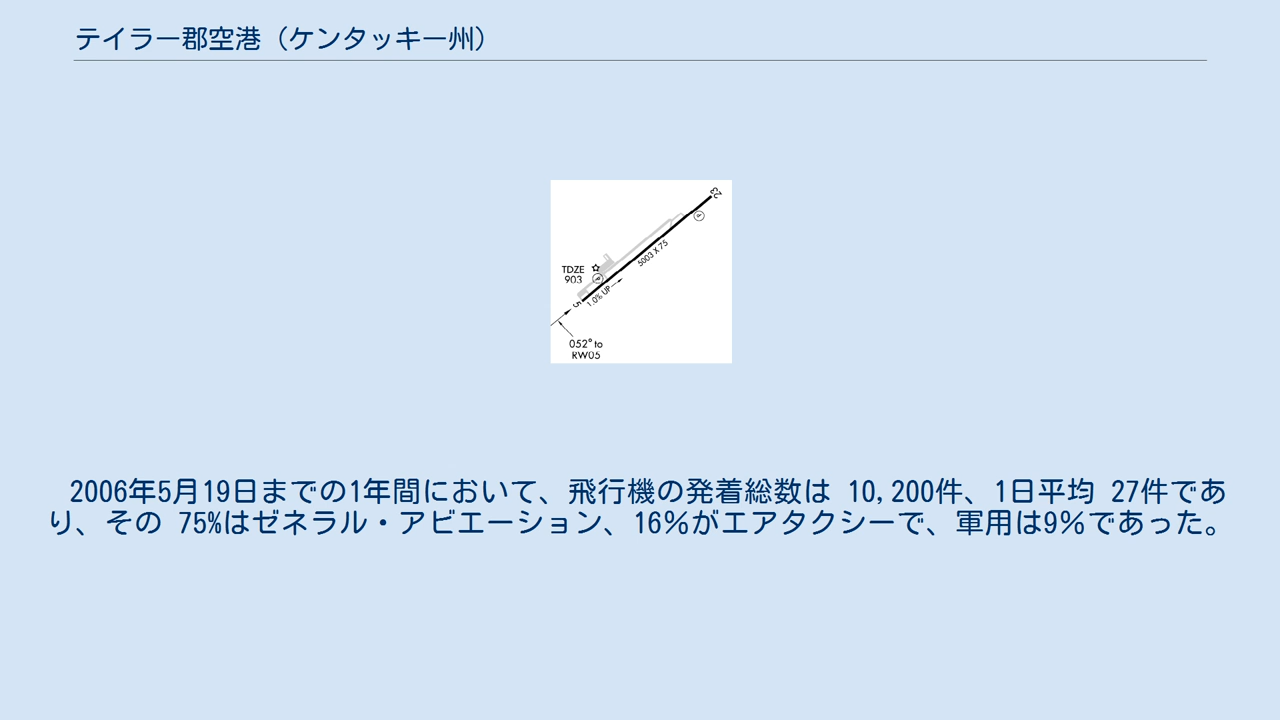 テイラー郡空港（ケンタッキー州）
23
5003 X 75
TDZE
903
1.0% UP
5
052° to
RW05
2006年5月19日までの1年間において、飛行機の発着総数は 10,200件、1日平均 27件であ
り、その 75%はゼネラル・アビエーション、16％がエアタクシーで、軍用は9％であった。